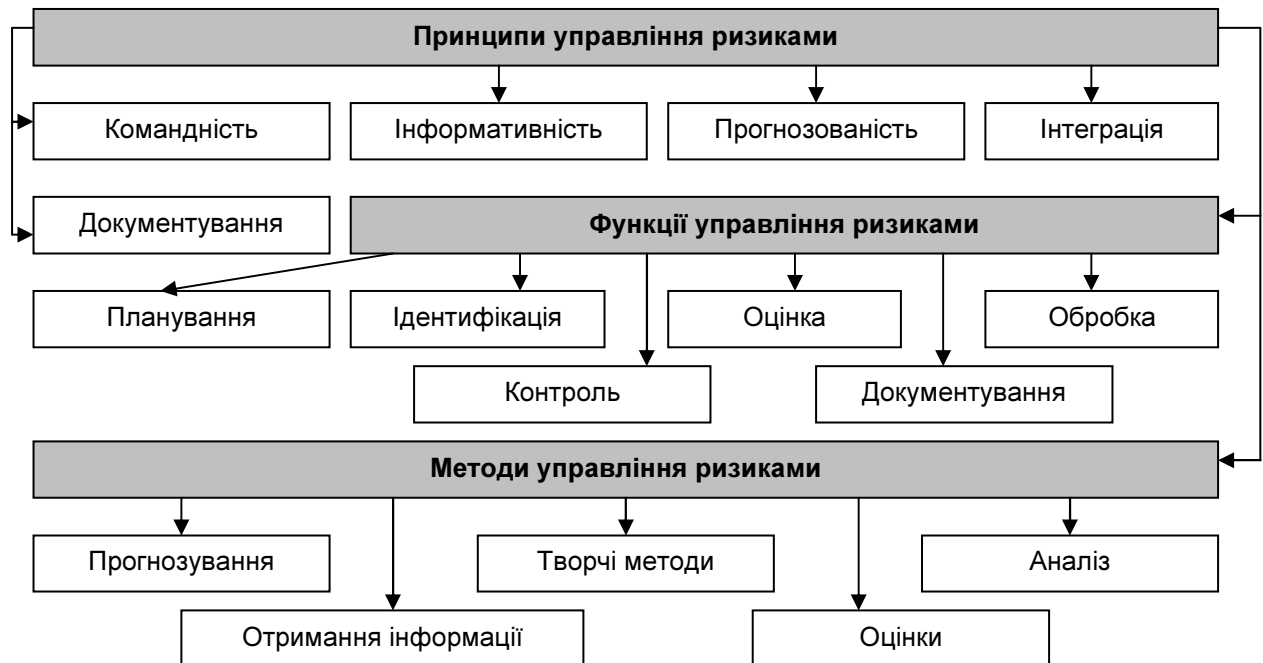 Принципи управління ризиками
Командність
Інформативність
Прогнозованість
Інтеграція
Документування
Функції управління ризиками
Планування
Ідентифікація
Оцінка
Обробка
Контроль
Документування
Методи управління ризиками
Прогнозування
Творчі методи
Аналіз
Отримання інформації
Оцінки